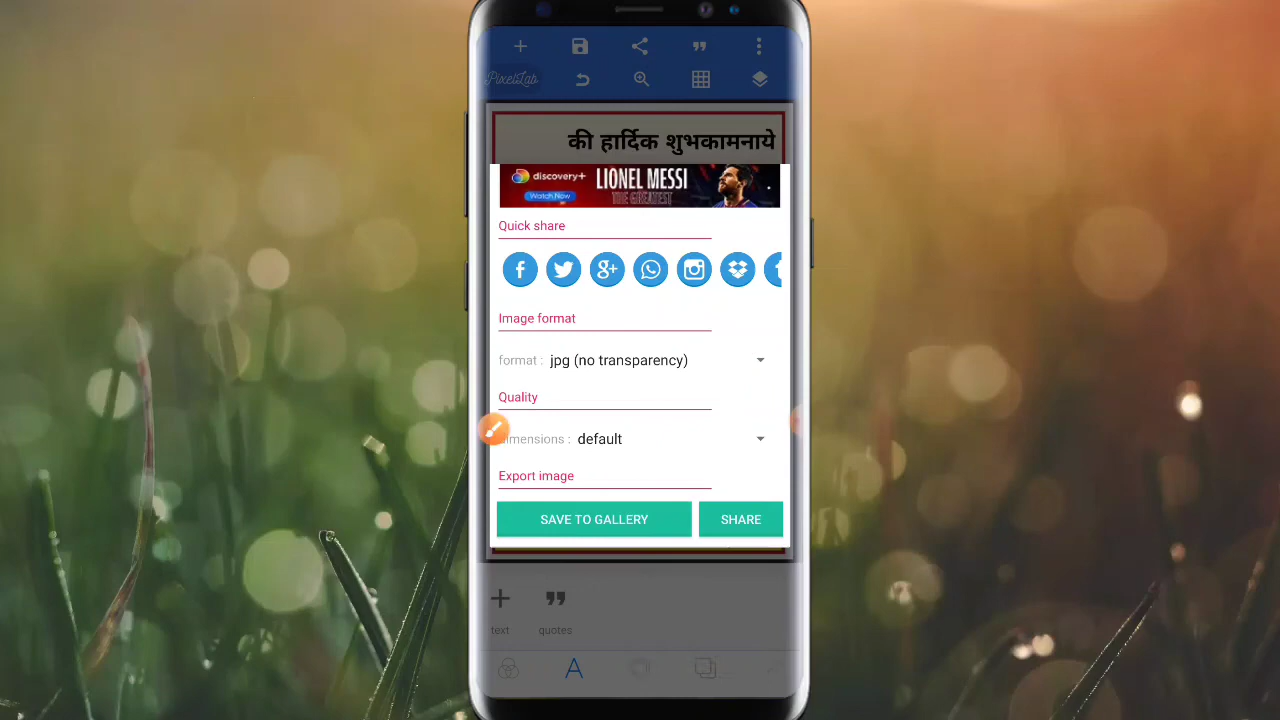 PixelLab
की हार्दिक शुभकामनाये
discovery+
Watch Now
LIONEL MESSI
THE GREATEST
Quick share
Image format
format : jpg (no transparency)
Quality
imensions : default
Export image
SAVE TO GALLERY SHARE
text quotes